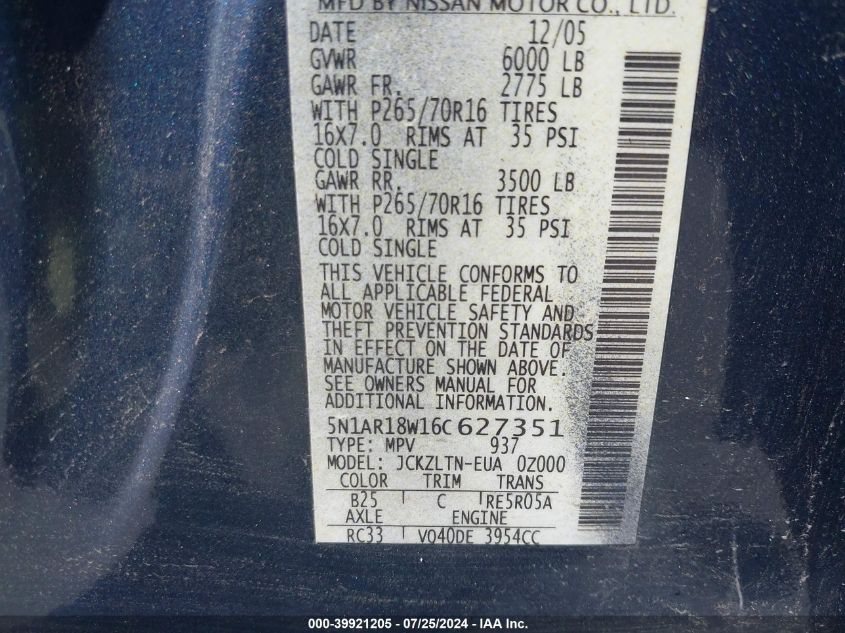 MFD BY NISSAN MOTOR CO., LTD.
DATE 12/05
GVWR 6000 LB
GAWR FR. 2775 LB
WITH P265/70R16 TIRES
16X7.0 RIMS AT 35 PSI
COLD SINGLE
GAWR RR. 3500 LB
WITH P265/70R16 TIRES
16X7.0 RIMS AT 35 PSI
COLD SINGLE
THIS VEHICLE CONFORMS TO
ALL APPLICABLE FEDERAL
MOTOR VEHICLE SAFETY AND
THEFT PREVENTION STANDARDS
IN EFFECT ON THE DATE OF
MANUFACTURE SHOWN ABOVE.
SEE OWNERS MANUAL FOR
ADDITIONAL INFORMATION.
5N1AR18W16C627351
TYPE: MPV 937
MODEL: JCKZLTN-EUA 0Z000
COLOR TRIM TRANS
B25 C RE5R05A
AXLE ENGINE
RC33 VQ40DE 3954CC
000-39921205 - 07/25/2024 - IAA Inc.